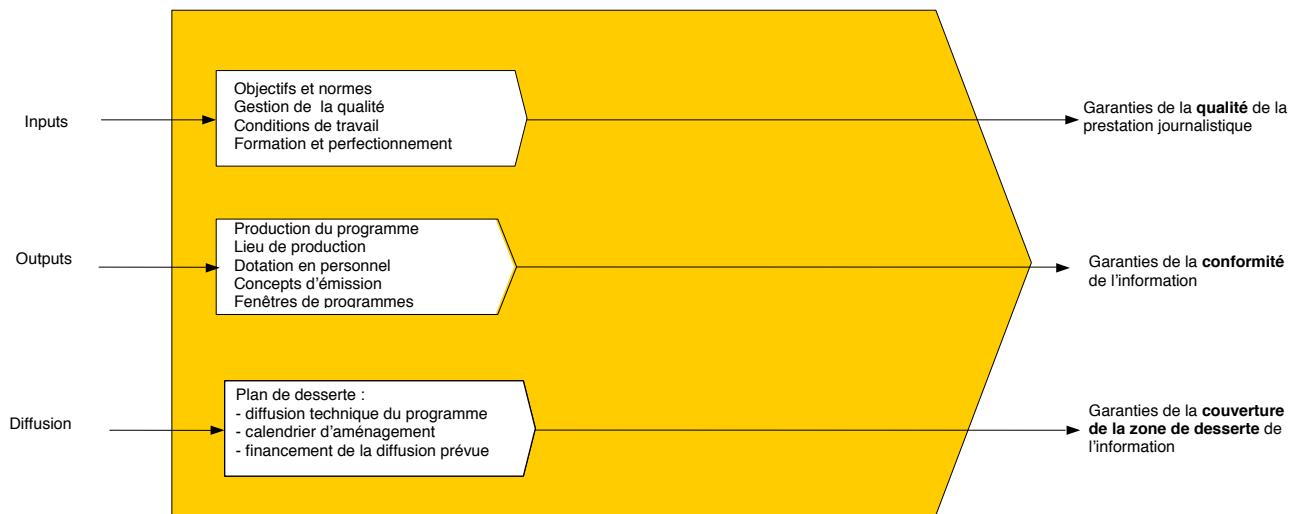 Inputs
Objectifs et normes
Gestion de la qualité
Conditions de travail
Formation et perfectionnement
Garanties de la qualité de la
prestation journalistique
Outputs
Production du programme
Lieu de production
Dotation en personnel
Concepts d'émission
Fenêtres de programmes
Garanties de la conformité
de l'information
Diffusion
Plan de desserte :
- diffusion technique du programme
- calendrier d'aménagement
- financement de la diffusion prévue
Garanties de la couverture
de la zone de desserte de
l'information